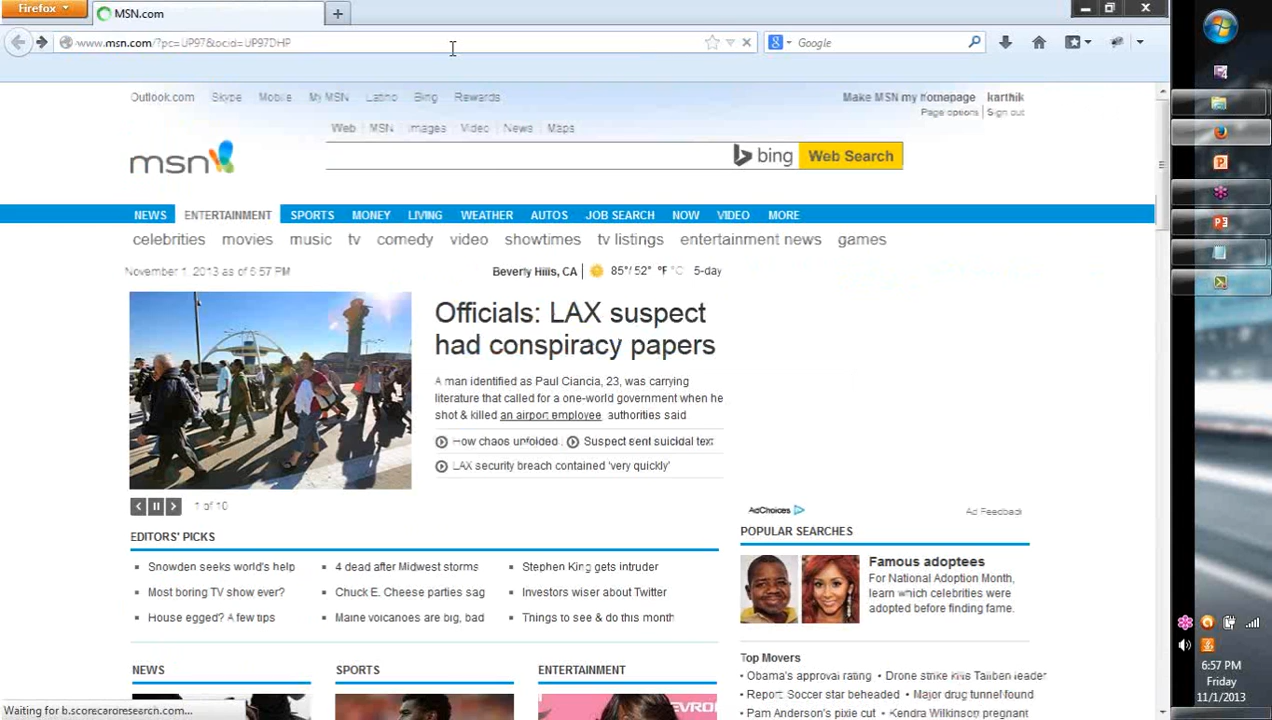 Firefox
MSN.com
www.msn.com/?pc=UP97&ocid=UP97DHP
Google
Outlook.com Skype Mobile My MSN Latino Bing Rewards
Make MSN my homepage karthik
Page options | Sign out
Web MSN Images Video News Maps
msn
bing Web Search
NEWS ENTERTAINMENT SPORTS MONEY LIVING WEATHER AUTOS JOB SEARCH NOW VIDEO MORE
celebrities movies music tv comedy video showtimes tv listings entertainment news games
November 1, 2013 as of 6:57 PM
Beverly Hills, CA 85°/ 52° °F °C 5-day
Officials: LAX suspect
had conspiracy papers
A man identified as Paul Ciancia, 23, was carrying
literature that called for a one-world government when he
shot & killed an airport employee, authorities said
How chaos unfolded Suspect sent suicidal text
LAX security breach contained 'very quickly'
1 of 10
EDITORS' PICKS
Snowden seeks world's help
4 dead after Midwest storms
Stephen King gets intruder
Most boring TV show ever?
Chuck E. Cheese parties sag
Investors wiser about Twitter
House egged? A few tips
Maine volcanoes are big, bad
Things to see & do this month
NEWS SPORTS ENTERTAINMENT
AdChoices
Ad Feedback
POPULAR SEARCHES
Famous adoptees
For National Adoption Month,
learn which celebrities were
adopted before finding fame.
Top Movers
• Obama's approval rating • Drone strike kills Taliban leader
• Report: Soccer star beheaded • Major drug tunnel found
• Pam Anderson's pixie cut • Kendra Wilkinson pregnant
Waiting for b.scorecardresearch.com...
6:57 PM
Friday
11/1/2013